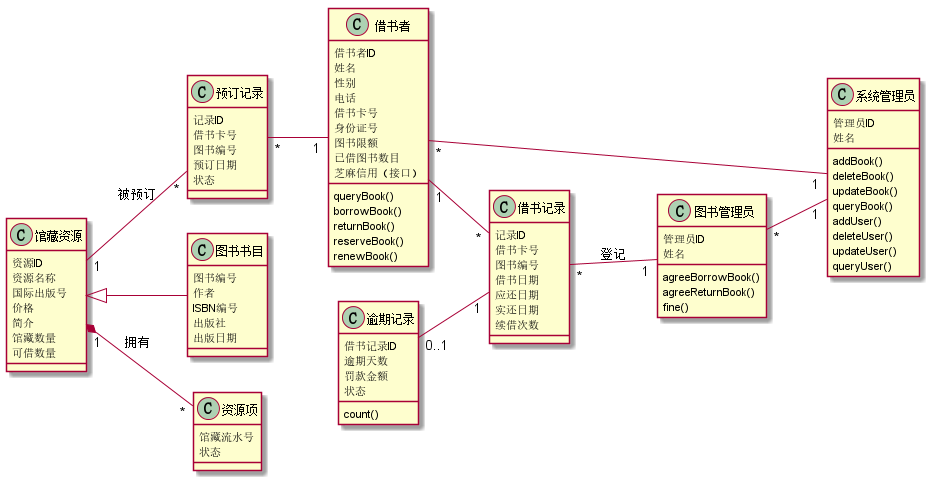 C 借书者
借书者ID
姓名
性别
电话
借书卡号
身份证号
图书限额
已借图书数目
芝麻信用（接口）
queryBook()
borrowBook()
returnBook()
reserveBook()
renewBook()
C 预订记录
记录ID
借书卡号
图书编号
预订日期
状态
C 系统管理员
管理员ID
姓名
addBook()
deleteBook()
updateBook()
queryBook()
addUser()
deleteUser()
updateUser()
queryUser()
* 1
* 1
被预订
* 1
C 馆藏资源
资源ID
资源名称
国际出版号
价格
简介
馆藏数量
可借数量
C 图书书目
图书编号
作者
ISBN编号
出版社
出版日期
C 借书记录
记录ID
借书卡号
图书编号
借书日期
应还日期
实还日期
续借次数
1 *
登记
* 1
C 图书管理员
管理员ID
姓名
agreeBorrowBook()
agreeReturnBook()
fine()
* 1
C 逾期记录
借书记录ID
逾期天数
罚款金额
状态
count()
1
0..1
拥有
1 *
C 资源项
馆藏流水号
状态